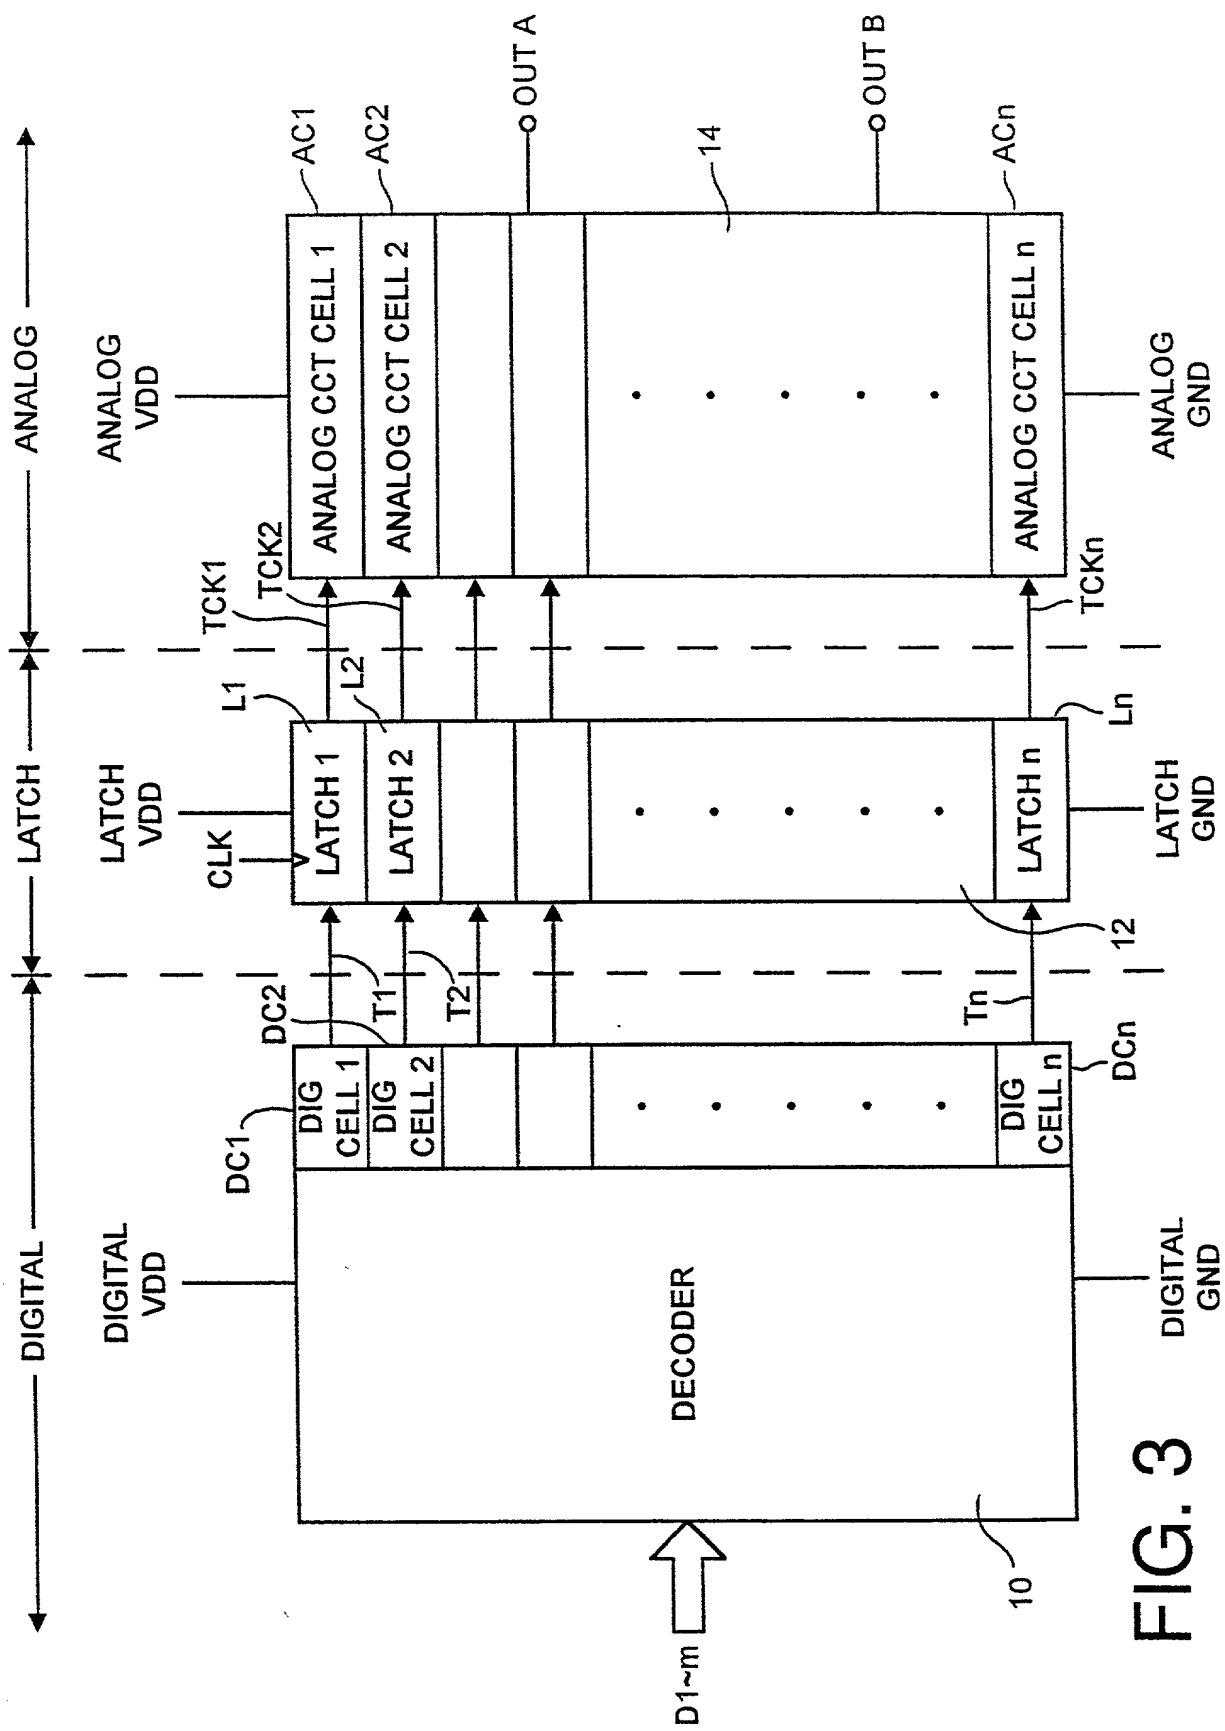 DIGITAL
LATCH
ANALOG
DIGITAL
VDD
LATCH
VDD
ANALOG
VDD
CLK
DC1
DC2
L1
L2
TCK1
TCK2
AC1
AC2
D1~m
DECODER
10
DIG
CELL 1
DIG
CELL 2
DIG
CELL n
DCn
T1
T2
Tn
LATCH 1
LATCH 2
LATCH n
12
Ln
TCKn
ANALOG CCT CELL 1
ANALOG CCT CELL 2
ANALOG CCT CELL n
14
ACn
OUT A
OUT B
DIGITAL
GND
LATCH
GND
ANALOG
GND
FIG. 3